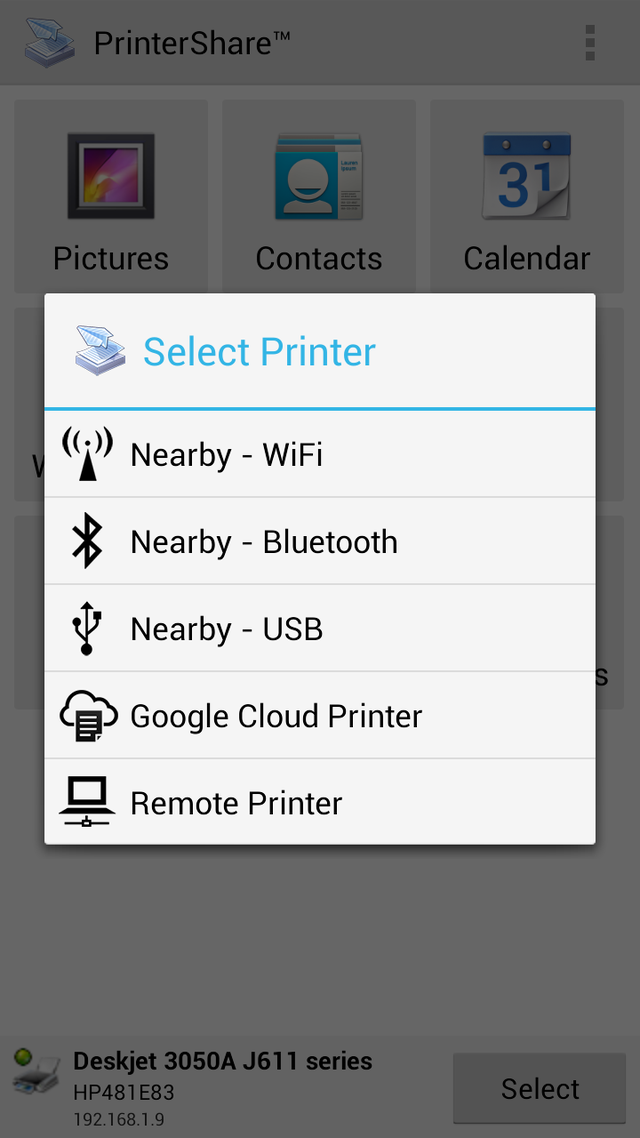 PrinterShare™
Pictures
Contacts
Calendar
31
Select Printer
Nearby - WiFi
Nearby - Bluetooth
Nearby - USB
Google Cloud Printer
Remote Printer
Deskjet 3050A J611 series
HP481E83
192.168.1.9
Select